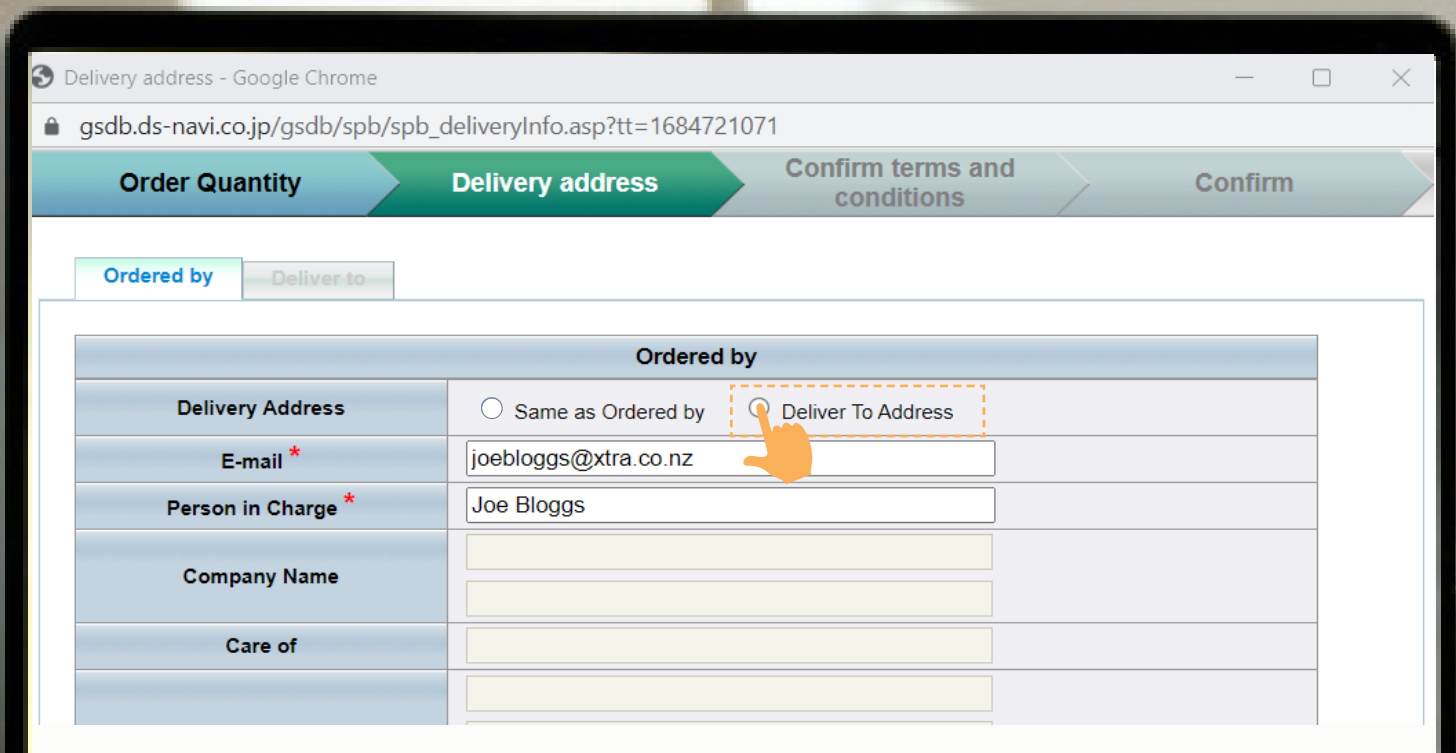 Delivery address - Google Chrome
gsdb.ds-navi.co.jp/gsdb/spb/spb_deliveryInfo.asp?tt=1684721071
Order Quantity
Delivery address
Confirm terms and
conditions
Confirm
Ordered by
Deliver to
Ordered by
Delivery Address
Same as Ordered by
Deliver To Address
E-mail *
joebloggs@xtra.co.nz
Person in Charge *
Joe Bloggs
Company Name
Care of